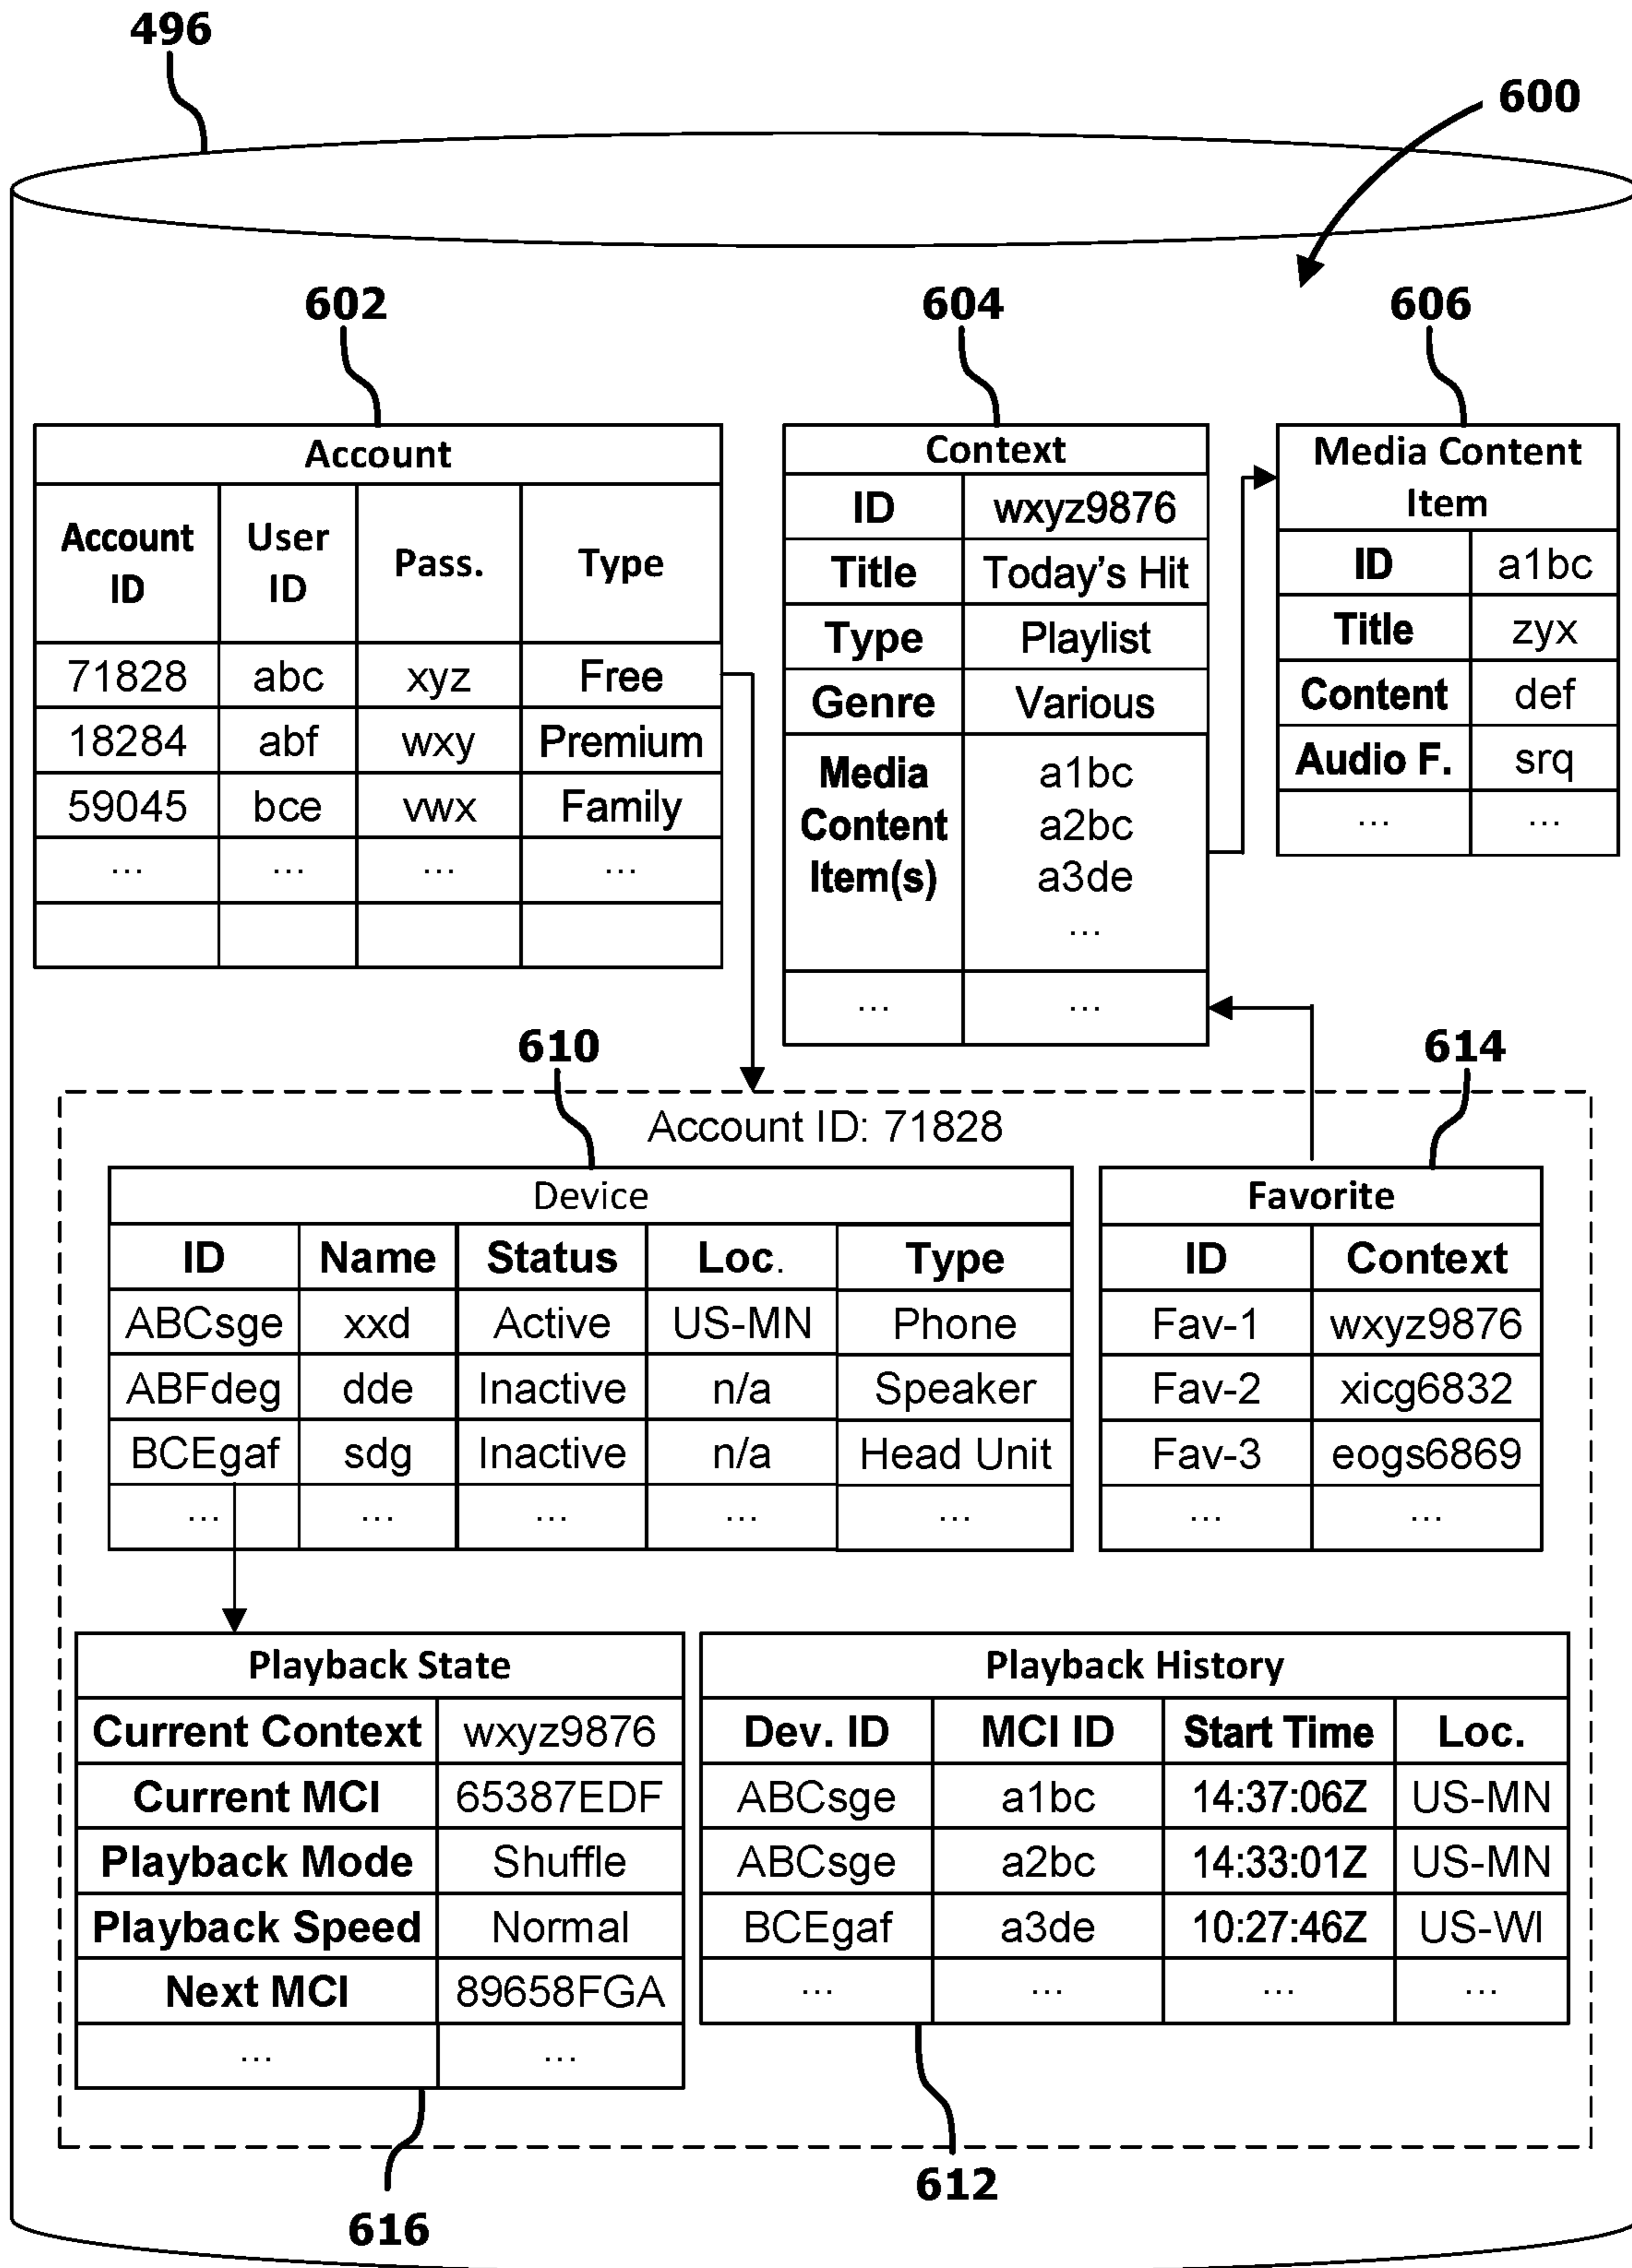 496
600
602
604
606
Account
Account ID User ID Pass. Type
71828 abc xyz Free
18284 abf wxy Premium
59045 bce vwx Family
... ... ... ...
Context
ID wxyz9876
Title Today's Hit
Type Playlist
Genre Various
Media Content Item(s) a1bc
a2bc
a3de
...
... ...
Media Content
Item
ID a1bc
Title zyx
Content def
Audio F. srq
... ...
610
614
Account ID: 71828
Device
ID Name Status Loc. Type
ABCsge xxd Active US-MN Phone
ABFdeg dde Inactive n/a Speaker
BCEgaf sdg Inactive n/a Head Unit
... ... ... ... ...
Favorite
ID Context
Fav-1 wxyz9876
Fav-2 xicg6832
Fav-3 eogs6869
... ...
Playback State
Current Context wxyz9876
Current MCI 65387EDF
Playback Mode Shuffle
Playback Speed Normal
Next MCI 89658FGA
... ...
Playback History
Dev. ID MCI ID Start Time Loc.
ABCsge a1bc 14:37:06Z US-MN
ABCsge a2bc 14:33:01Z US-MN
BCEgaf a3de 10:27:46Z US-WI
... ... ... ...
612
616